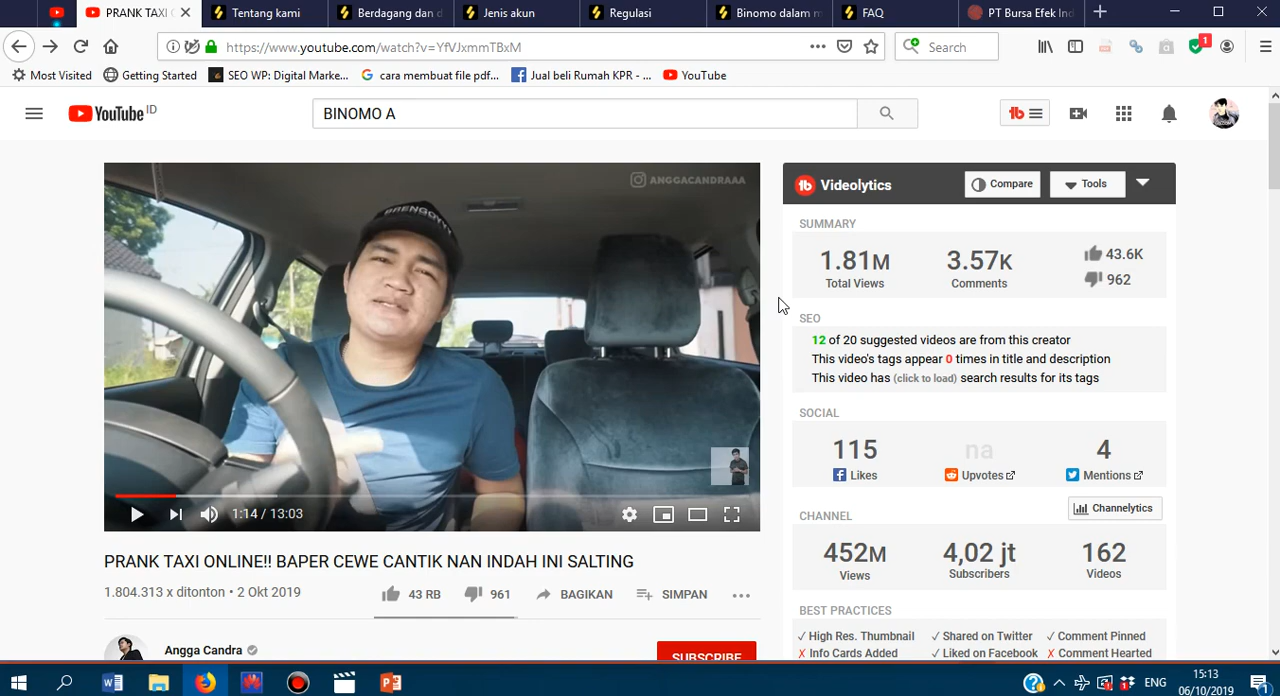 PRANK TAXI O
Tentang kami
Berdagang dan d
Jenis akun
Regulasi
Binomo dalam m
FAQ
PT Bursa Efek Ind
https://www.youtube.com/watch?v=YfVJxmmTBxM
Search
1
Most Visited
Getting Started
SEO WP: Digital Marke...
cara membuat file pdf...
Jual beli Rumah KPR - ...
YouTube
YouTube ID
BINOMO A
tb
ANGGACANDRAAA
BRENGOYYY
1:14 / 13:03
PRANK TAXI ONLINE!! BAPER CEWE CANTIK NAN INDAH INI SALTING
1.804.313 x ditonton • 2 Okt 2019
43 RB
961
BAGIKAN
SIMPAN
Angga Candra
SUBSCRIBE
tb Videolytics
Compare
Tools
SUMMARY
1.81M
3.57K
43.6K
Total Views
Comments
962
SEO
12 of 20 suggested videos are from this creator
This video's tags appear 0 times in title and description
This video has (click to load) search results for its tags
SOCIAL
115
na
4
Likes
Upvotes
Mentions
CHANNEL
Channelytics
452M
4,02 jt
162
Views
Subscribers
Videos
BEST PRACTICES
✓ High Res. Thumbnail
✓ Shared on Twitter
✓ Comment Pinned
✗ Info Cards Added
✓ Liked on Facebook
✗ Comment Hearted
ENG
15:13
06/10/2019
1